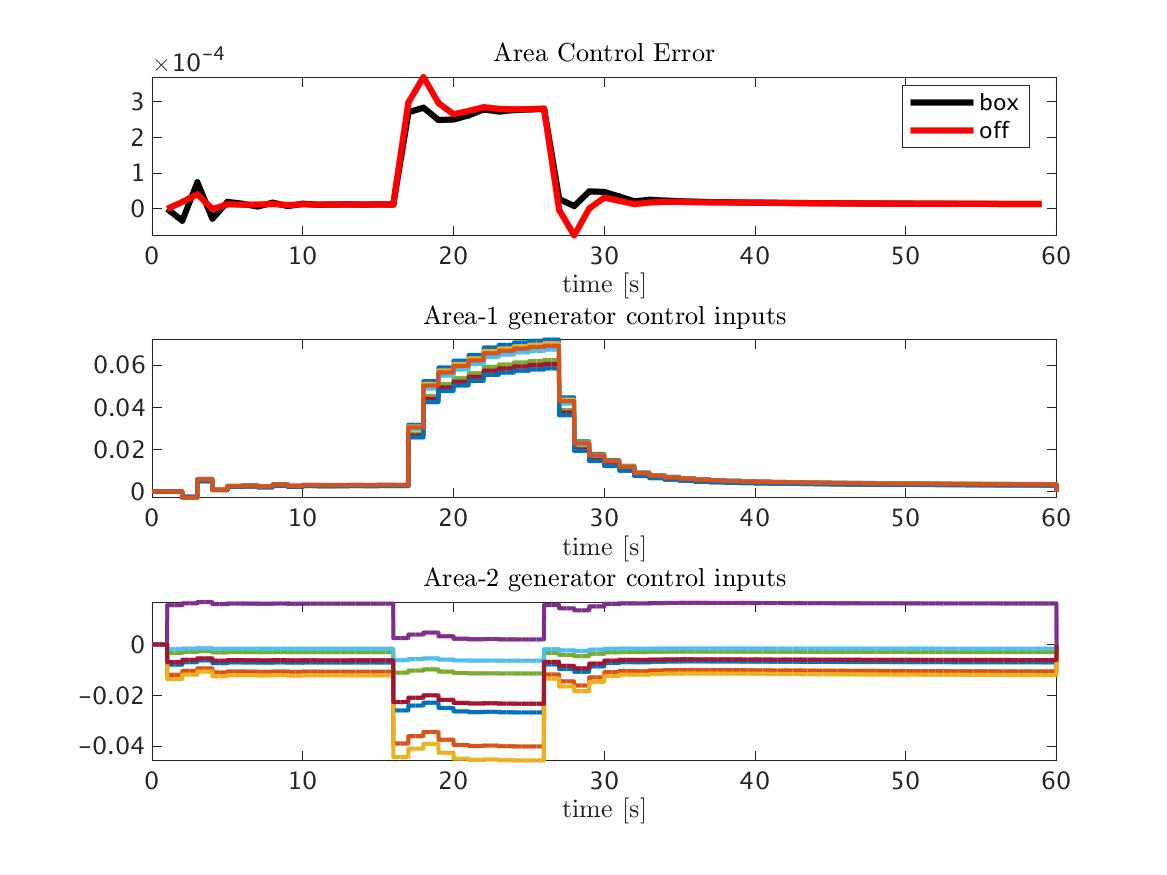 Area Control Error
×10⁻⁴
3
2
1
0
box
off
0 10 20 30 40 50 60
time [s]
Area-1 generator control inputs
0.06
0.04
0.02
0
0 10 20 30 40 50 60
time [s]
Area-2 generator control inputs
0
−0.02
−0.04
0 10 20 30 40 50 60
time [s]